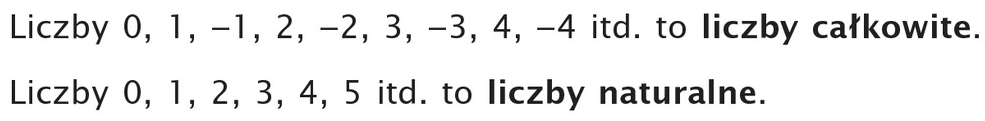 Liczby 0, 1, −1, 2, −2, 3, −3, 4, −4 itd. to liczby całkowite.
Liczby 0, 1, 2, 3, 4, 5 itd. to liczby naturalne.